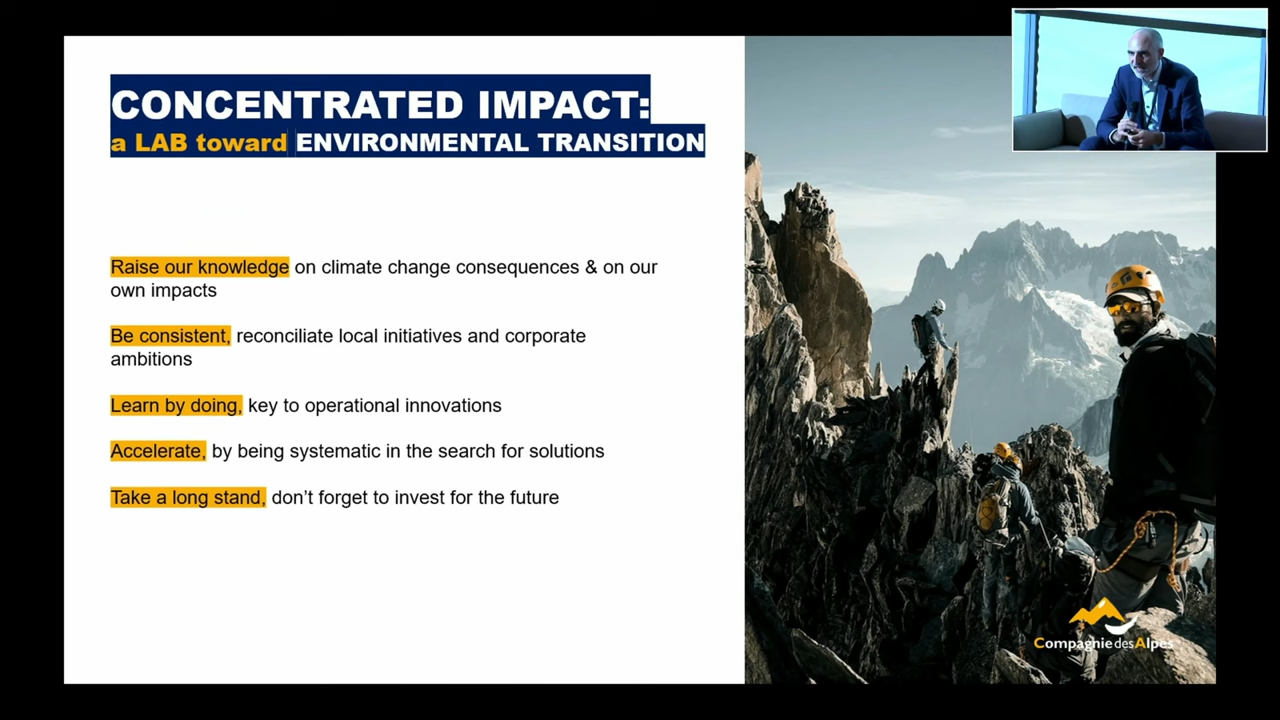 CONCENTRATED IMPACT:
a LAB toward ENVIRONMENTAL TRANSITION
Raise our knowledge on climate change consequences & on our
own impacts
Be consistent, reconciliate local initiatives and corporate
ambitions
Learn by doing, key to operational innovations
Accelerate, by being systematic in the search for solutions
Take a long stand, don’t forget to invest for the future
Compagnie des Alpes